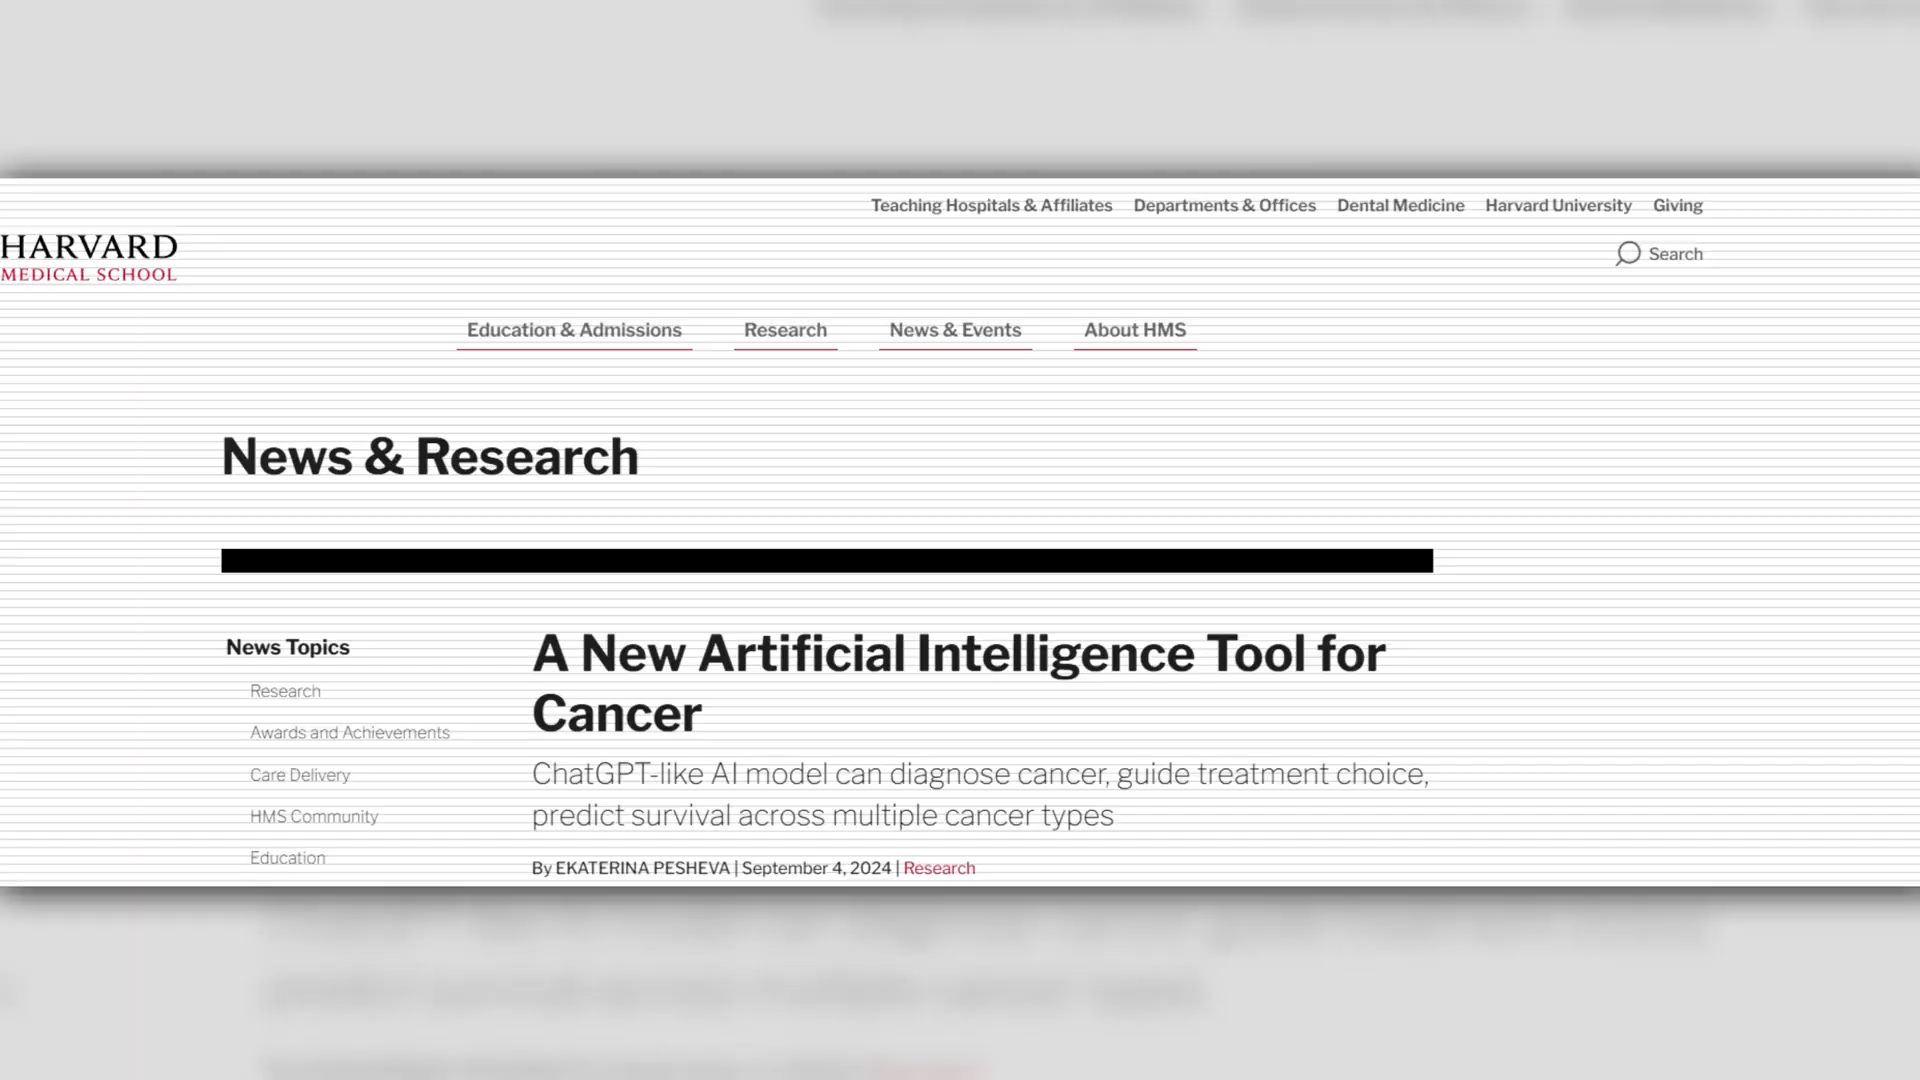 Teaching Hospitals & Affiliates Departments & Offices Dental Medicine Harvard University Giving
HARVARD
MEDICAL SCHOOL
Search
Education & Admissions Research News & Events About HMS
News & Research
News Topics
Research
Awards and Achievements
Care Delivery
HMS Community
Education
A New Artificial Intelligence Tool for
Cancer
ChatGPT-like AI model can diagnose cancer, guide treatment choice,
predict survival across multiple cancer types
By EKATERINA PESHEVA | September 4, 2024 | Research